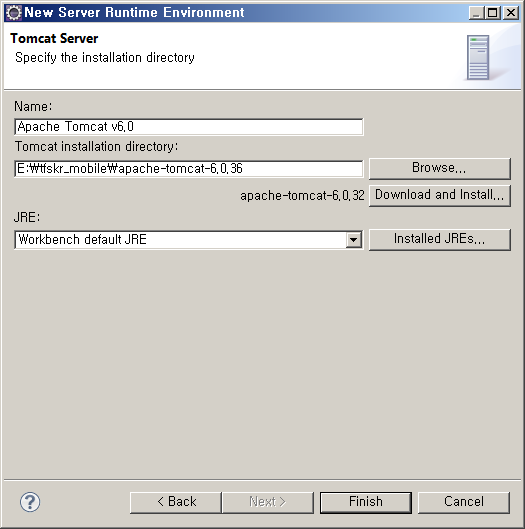 New Server Runtime Environment
Tomcat Server
Specify the installation directory
Name:
Apache Tomcat v6.0
Tomcat installation directory:
E:₩tfskr_mobile₩apache-tomcat-6.0.36
Browse...
apache-tomcat-6.0.32 Download and Install...
JRE:
Workbench default JRE
Installed JREs...
?
< Back Next > Finish Cancel